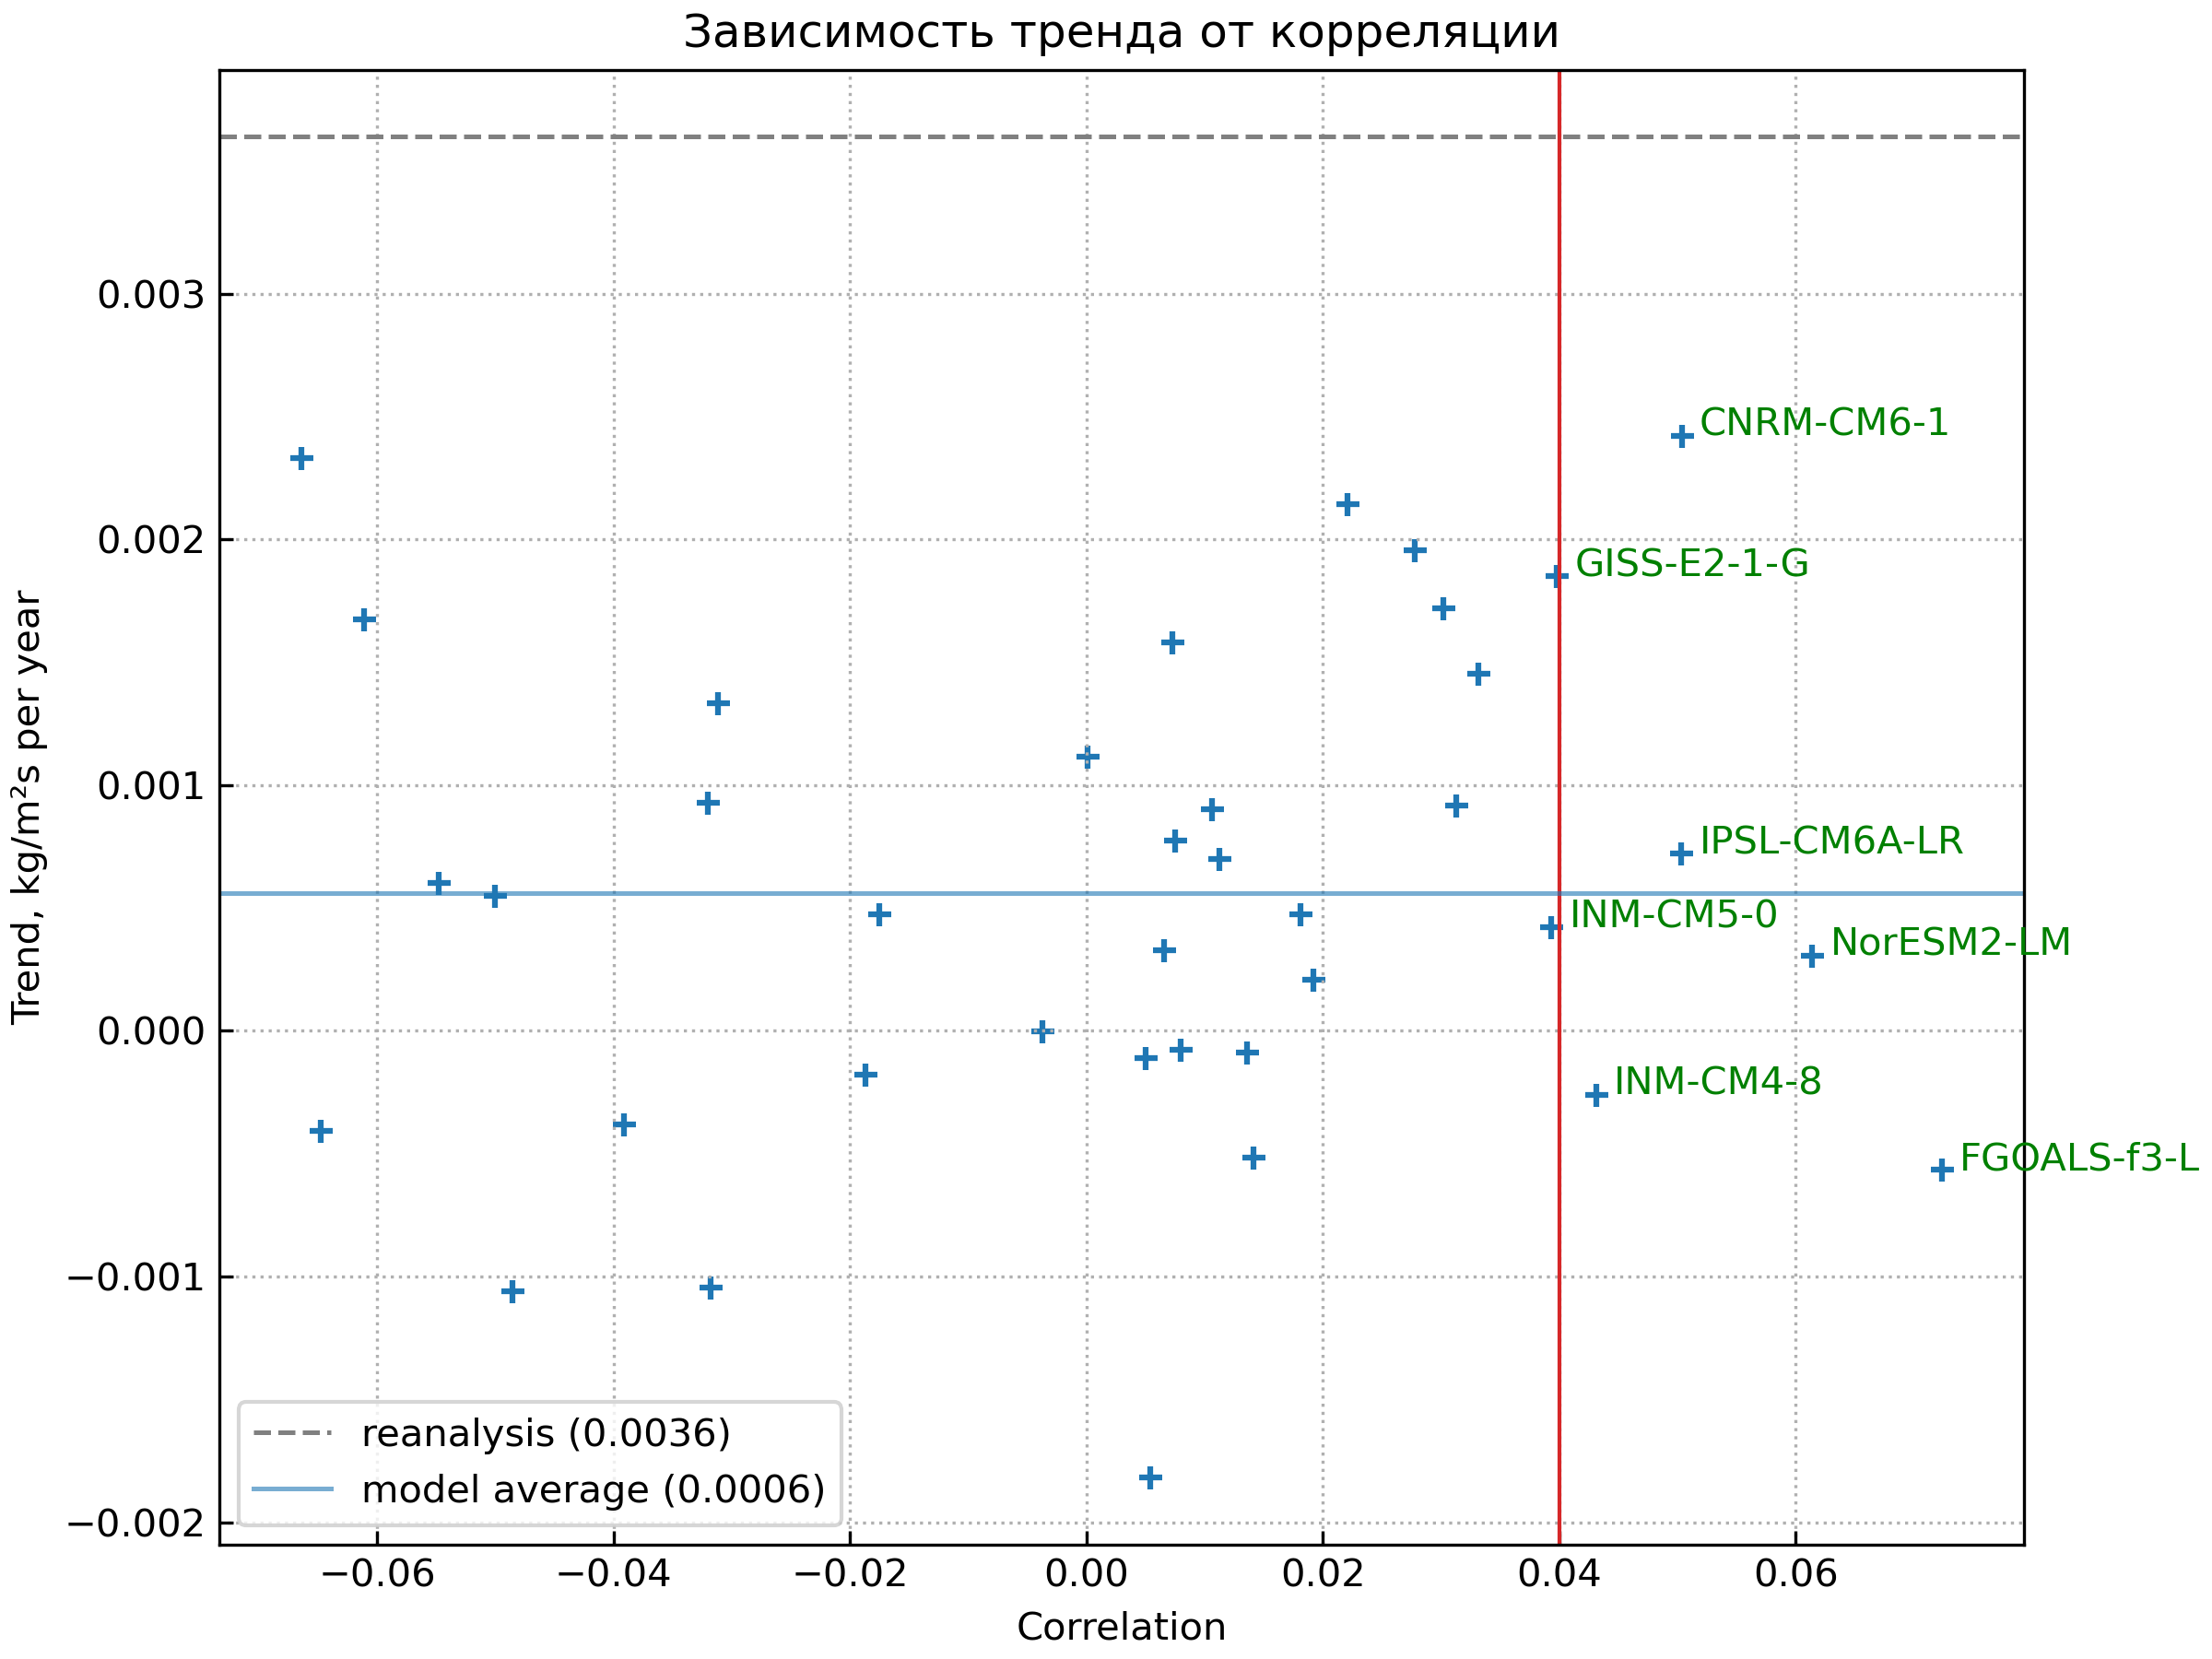 Зависимость тренда от корреляции
Trend, kg/m²s per year
0.003
0.002
0.001
0.000
−0.001
−0.002
CNRM-CM6-1
GISS-E2-1-G
IPSL-CM6A-LR
INM-CM5-0
NorESM2-LM
INM-CM4-8
FGOALS-f3-L
reanalysis (0.0036)
model average (0.0006)
−0.06 −0.04 −0.02 0.00 0.02 0.04 0.06
Correlation